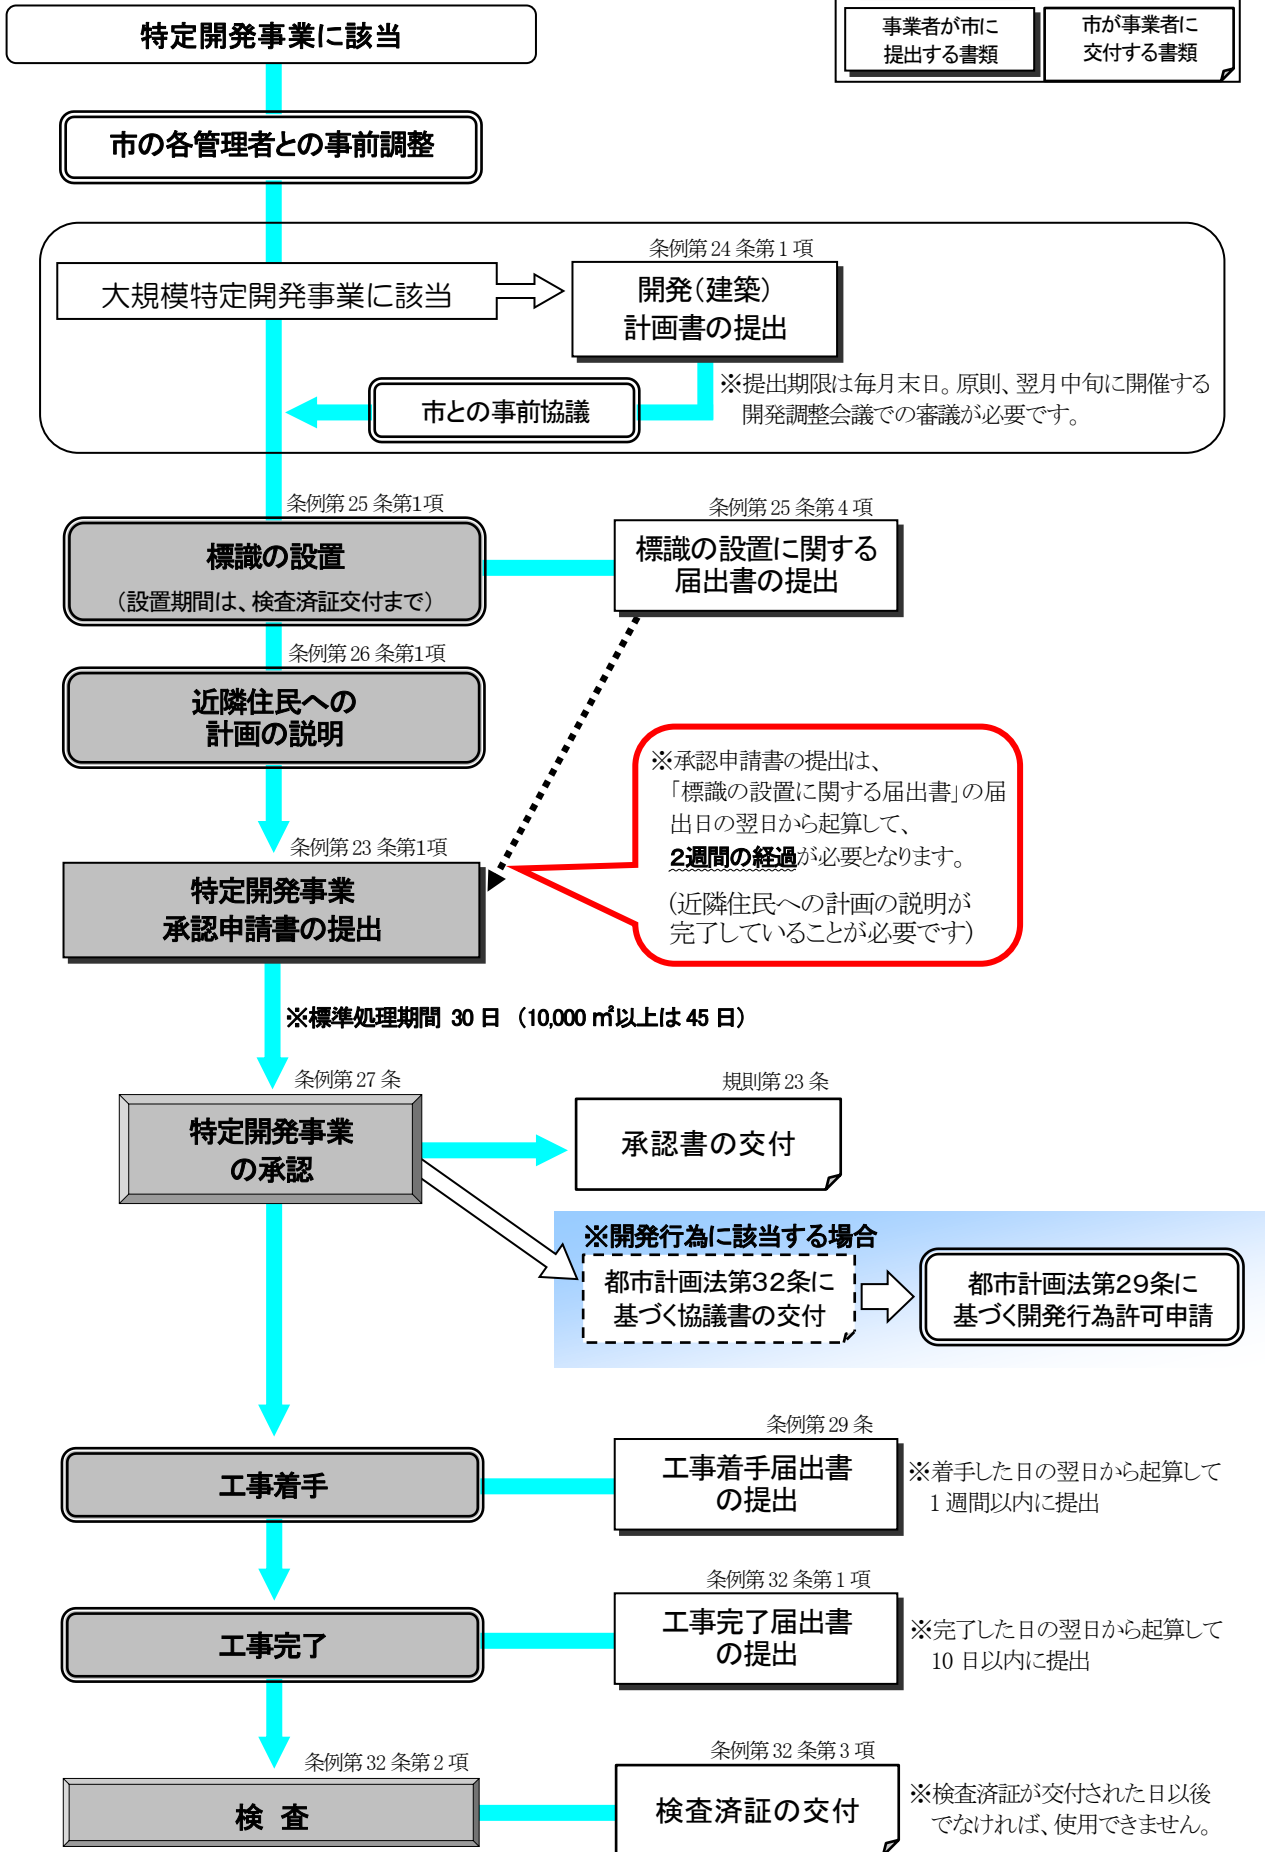 特定開発事業に該当
事業者が市に
提出する書類
市が事業者に
交付する書類
市の各管理者との事前調整
条例第24条第1項
大規模特定開発事業に該当
開発(建築)
計画書の提出
※提出期限は毎月末日。原則、翌月中旬に開催する
開発調整会議での審議が必要です。
市との事前協議
条例第25条第1項
標識の設置
(設置期間は、検査済証交付まで)
条例第25条第4項
標識の設置に関する
届出書の提出
条例第26条第1項
近隣住民への
計画の説明
※承認申請書の提出は、
「標識の設置に関する届出書」の届
出日の翌日から起算して、
2週間の経過が必要となります。
(近隣住民への計画の説明が
完了していることが必要です)
条例第23条第1項
特定開発事業
承認申請書の提出
※標準処理期間 30日 (10,000㎡以上は45日)
条例第27条
特定開発事業
の承認
規則第23条
承認書の交付
※開発行為に該当する場合
都市計画法第32条に
基づく協議書の交付
都市計画法第29条に
基づく開発行為許可申請
工事着手
条例第29条
工事着手届出書
の提出
※着手した日の翌日から起算して
1週間以内に提出
工事完了
条例第32条第1項
工事完了届出書
の提出
※完了した日の翌日から起算して
10日以内に提出
条例第32条第2項
検 査
条例第32条第3項
検査済証の交付
※検査済証が交付された日以後
でなければ、使用できません。